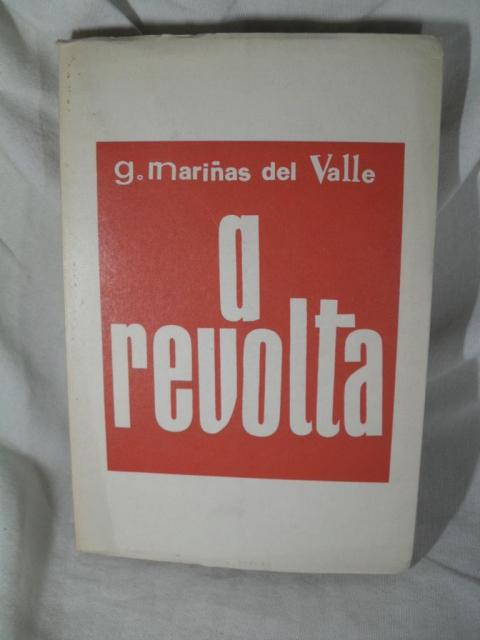 g. mariñas del Valle
a
revolta